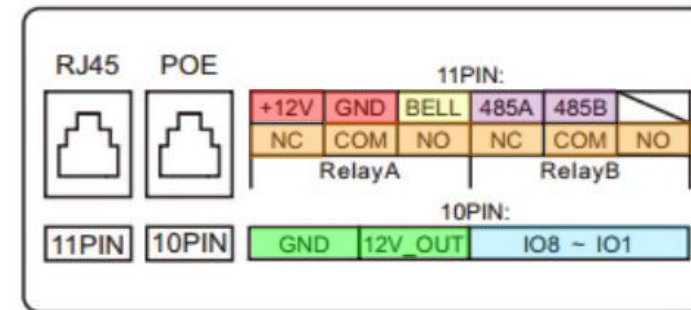 RJ45 POE
11PIN:
+12V GND BELL 485A 485B
NC COM NO NC COM NO
RelayA RelayB
10PIN:
11PIN 10PIN GND 12V_OUT IO8 ~ IO1